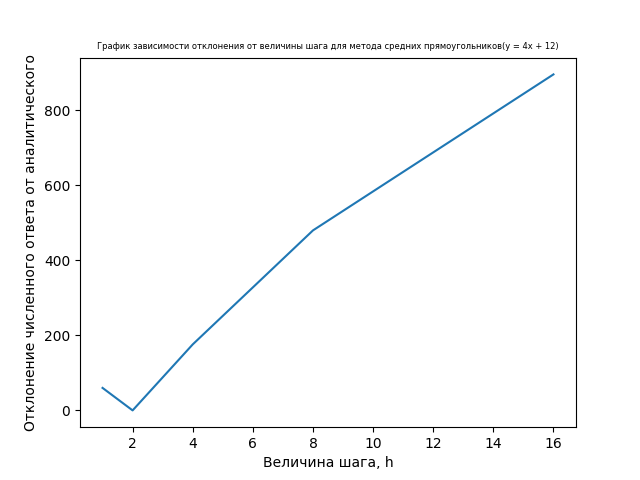 График зависимости отклонения от величины шага для метода средних прямоугольников(y = 4x + 12)
Отклонение численного ответа от аналитического
800
600
400
200
0
2 4 6 8 10 12 14 16
Величина шага, h